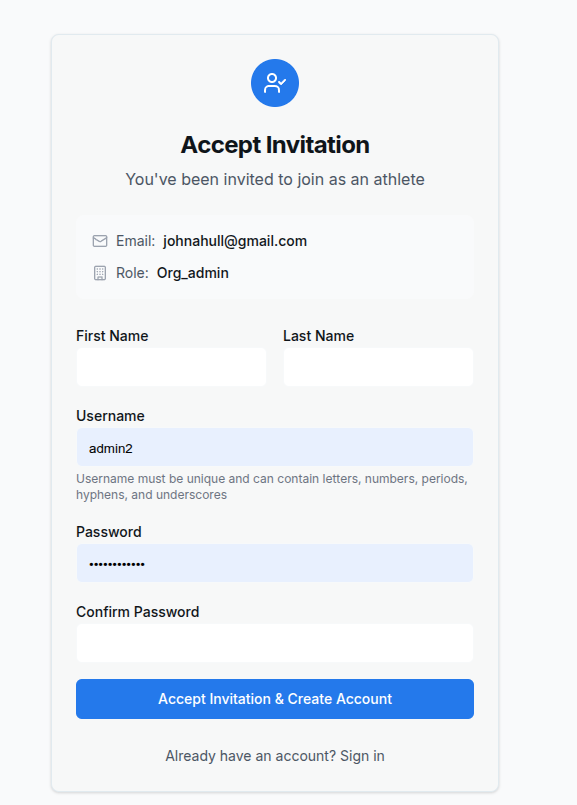 Accept Invitation
You've been invited to join as an athlete
Email: johnahull@gmail.com
Role: Org_admin
First Name Last Name
Username
admin2
Username must be unique and can contain letters, numbers, periods,
hyphens, and underscores
Password
••••••••••••
Confirm Password
Accept Invitation & Create Account
Already have an account? Sign in